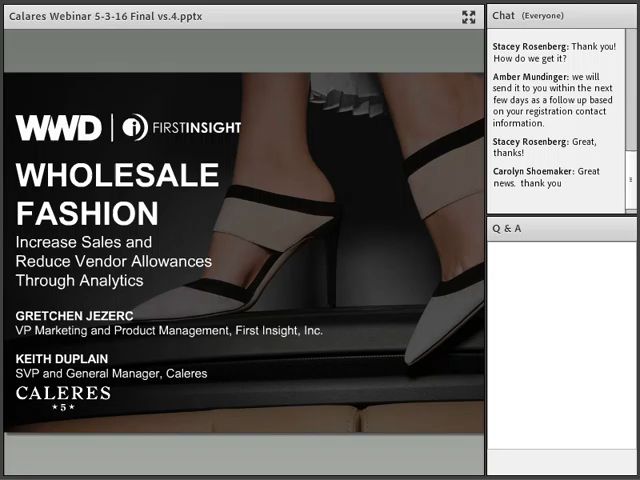 Calares Webinar 5-3-16 Final vs.4.pptx
WWD | FIRSTINSIGHT
WHOLESALE
FASHION
Increase Sales and
Reduce Vendor Allowances
Through Analytics
GRETCHEN JEZERC
VP Marketing and Product Management, First Insight, Inc.
KEITH DUPLAIN
SVP and General Manager, Caleres
CALERES
★ 5 ★
Chat (Everyone)
Stacey Rosenberg: Thank you!
How do we get it?
Amber Mundinger: we will
send it to you within the next
few days as a follow up based
on your registration contact
information.
Stacey Rosenberg: Great,
thanks!
Carolyn Shoemaker: Great
news. thank you
Q & A